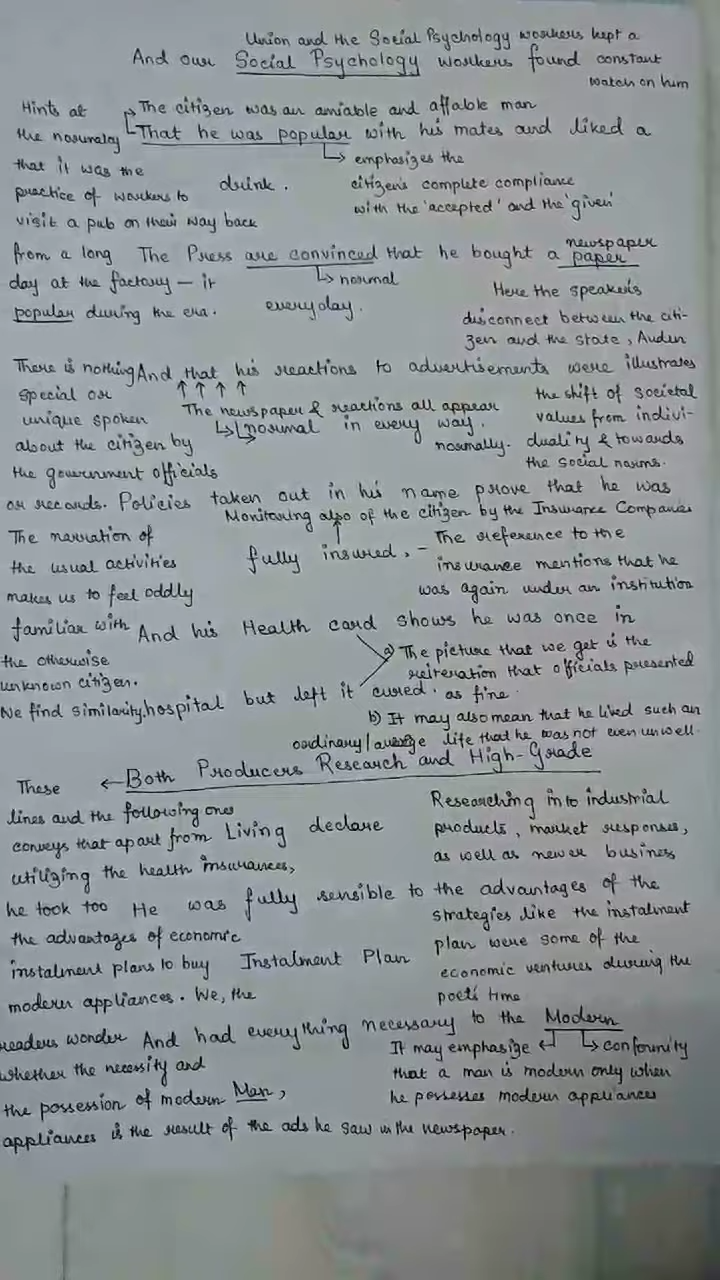 Union and the Social Psychology workers kept a
And our Social Psychology workers found constant
watch on him
Hints at → The citizen was an amiable and affable man
the normalcy That he was popular with his mates and liked a
that it was the → emphasizes the
practice of workers to drink. citizen's complete compliance
visit a pub on their way back with the 'accepted' and the 'given'
from a long The Press are convinced that he bought a newspaper paper
day at the factory – it → normal Here the speaker's
popular during the era. everyday. disconnect between the citi-
zen and the state, Auden
There is nothing And that his reactions to advertisements were illustrates
special or ↑ ↑ ↑ ↑ the shift of societal
unique spoken The newspaper & reactions all appear values from indivi-
about the citizen by → normal in every way. normally. duality & towards
the government officials the social norms.
or records. Policies taken out in his name prove that he was
Monitoring also of the citizen by the Insurance Companies
The narration of fully insured, – The reference to the
the usual activities insurance mentions that he
makes us to feel oddly was again under an institution
familiar with And his Health card shows he was once in
the otherwise a) The picture that we get is the
unknown citizen. reiteration that officials presented
We find similarity. hospital but left it cured. as fine.
b) It may also mean that he lived such an
ordinary/average life that he was not even unwell.
These ← Both Producers Research and High-Grade
lines and the following ones Researching into industrial
conveys that apart from Living declare products, market responses,
utilizing the health insurances, as well as newer business
he took too He was fully sensible to the advantages of the
the advantages of economic strategies like the instalment
instalment plans to buy Instalment Plan plan were some of the
modern appliances. We, the economic ventures during the
poets time
readers wonder And had everything necessary to the Modern
whether the necessity and It may emphasize ↵ → conformity
the possession of modern Man, that a man is modern only when
he possesses modern appliances
appliances is the result of the ads he saw in the newspaper.